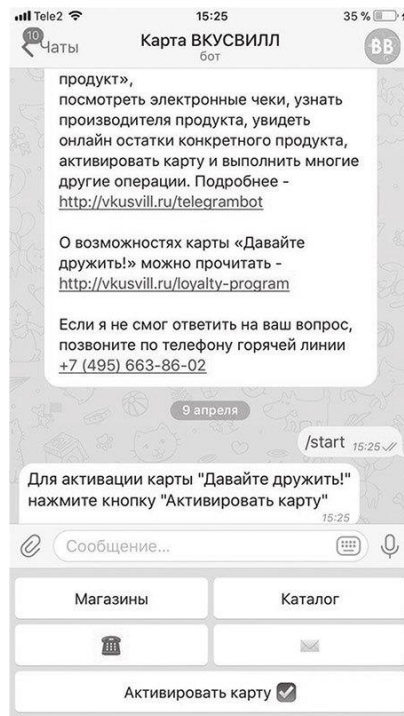 Tele2 15:25 35 %
10
Чаты Карта ВКУСВИЛЛ
бот
BB
продукт»,
посмотреть электронные чеки, узнать
производителя продукта, увидеть
онлайн остатки конкретного продукта,
активировать карту и выполнить многие
другие операции. Подробнее -
http://vkusvill.ru/telegrambot
О возможностях карты «Давайте
дружить!» можно прочитать -
http://vkusvill.ru/loyalty-program
Если я не смог ответить на ваш вопрос,
позвоните по телефону горячей линии
+7 (495) 663-86-02
9 апреля
/start 15:25
Для активации карты "Давайте дружить!"
нажмите кнопку "Активировать карту"
15:25
Сообщение...
Магазины Каталог
Активировать карту